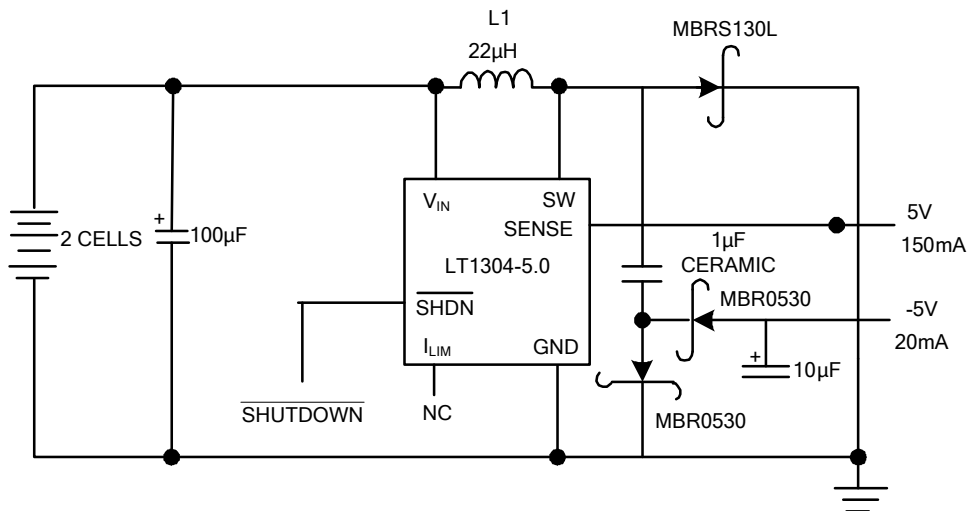 L1
22µH
MBRS130L
VIN
SW
SENSE
LT1304-5.0
SHDN
ILIM
GND
2 CELLS
+
100µF
5V
150mA
1µF
CERAMIC
MBR0530
-5V
20mA
+
10µF
SHUTDOWN
NC
MBR0530